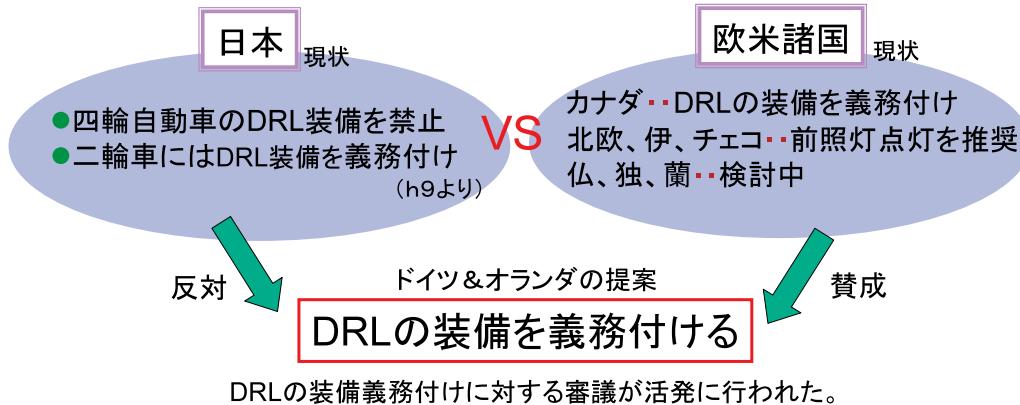 日本
現状
●四輪自動車のDRL装備を禁止
●二輪車にはDRL装備を義務付け
(h9より)
VS
欧米諸国
現状
カナダ‥DRLの装備を義務付け
北欧、伊、チェコ‥前照灯点灯を推奨
仏、独、蘭‥検討中
反対
賛成
ドイツ&オランダの提案
DRLの装備を義務付ける
DRLの装備義務付けに対する審議が活発に行われた。